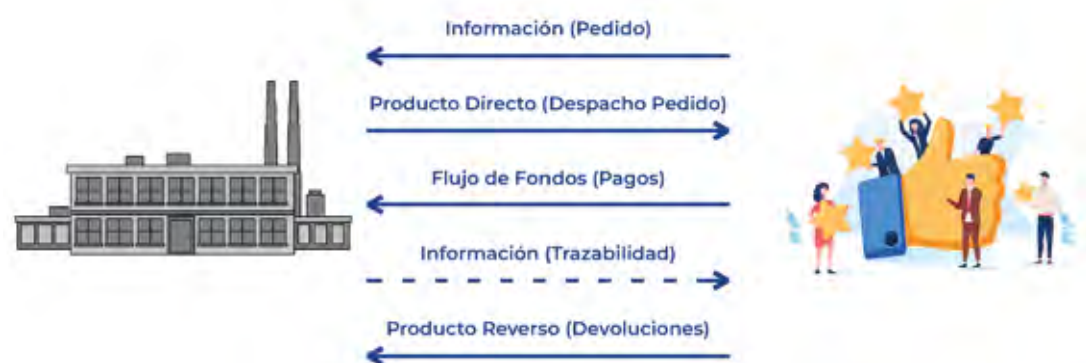 Información (Pedido)
Producto Directo (Despacho Pedido)
Flujo de Fondos (Pagos)
Información (Trazabilidad)
Producto Reverso (Devoluciones)